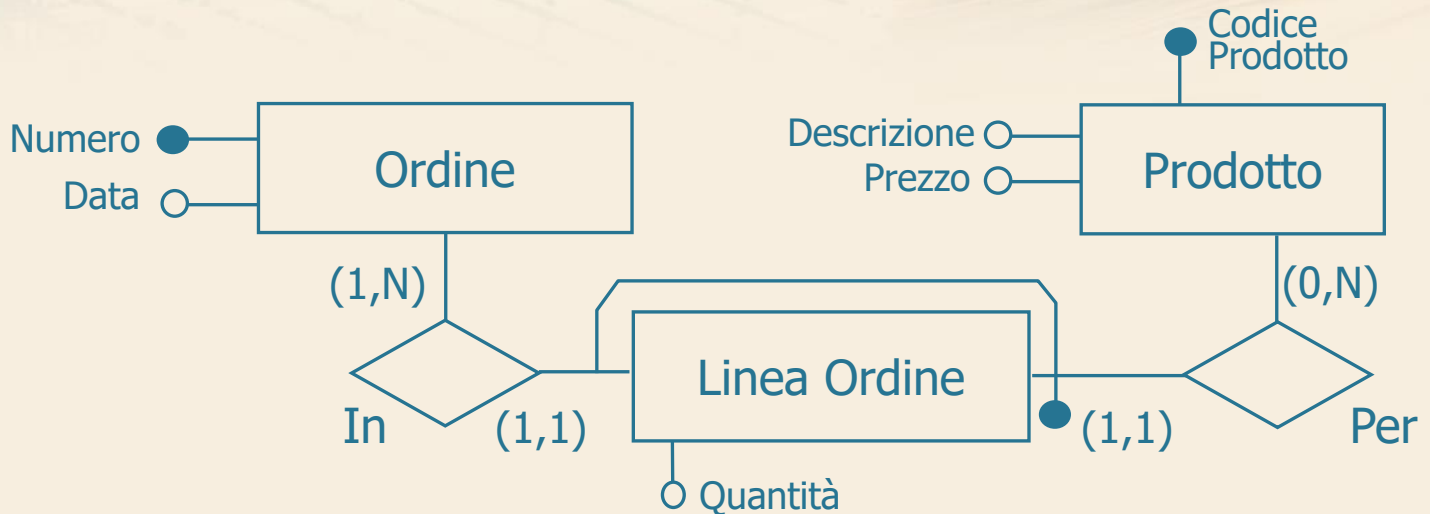 Codice
Prodotto
Numero
Data
Ordine
Descrizione
Prezzo
Prodotto
(1,N)
(0,N)
Linea Ordine
In
(1,1)
(1,1)
Per
Quantità